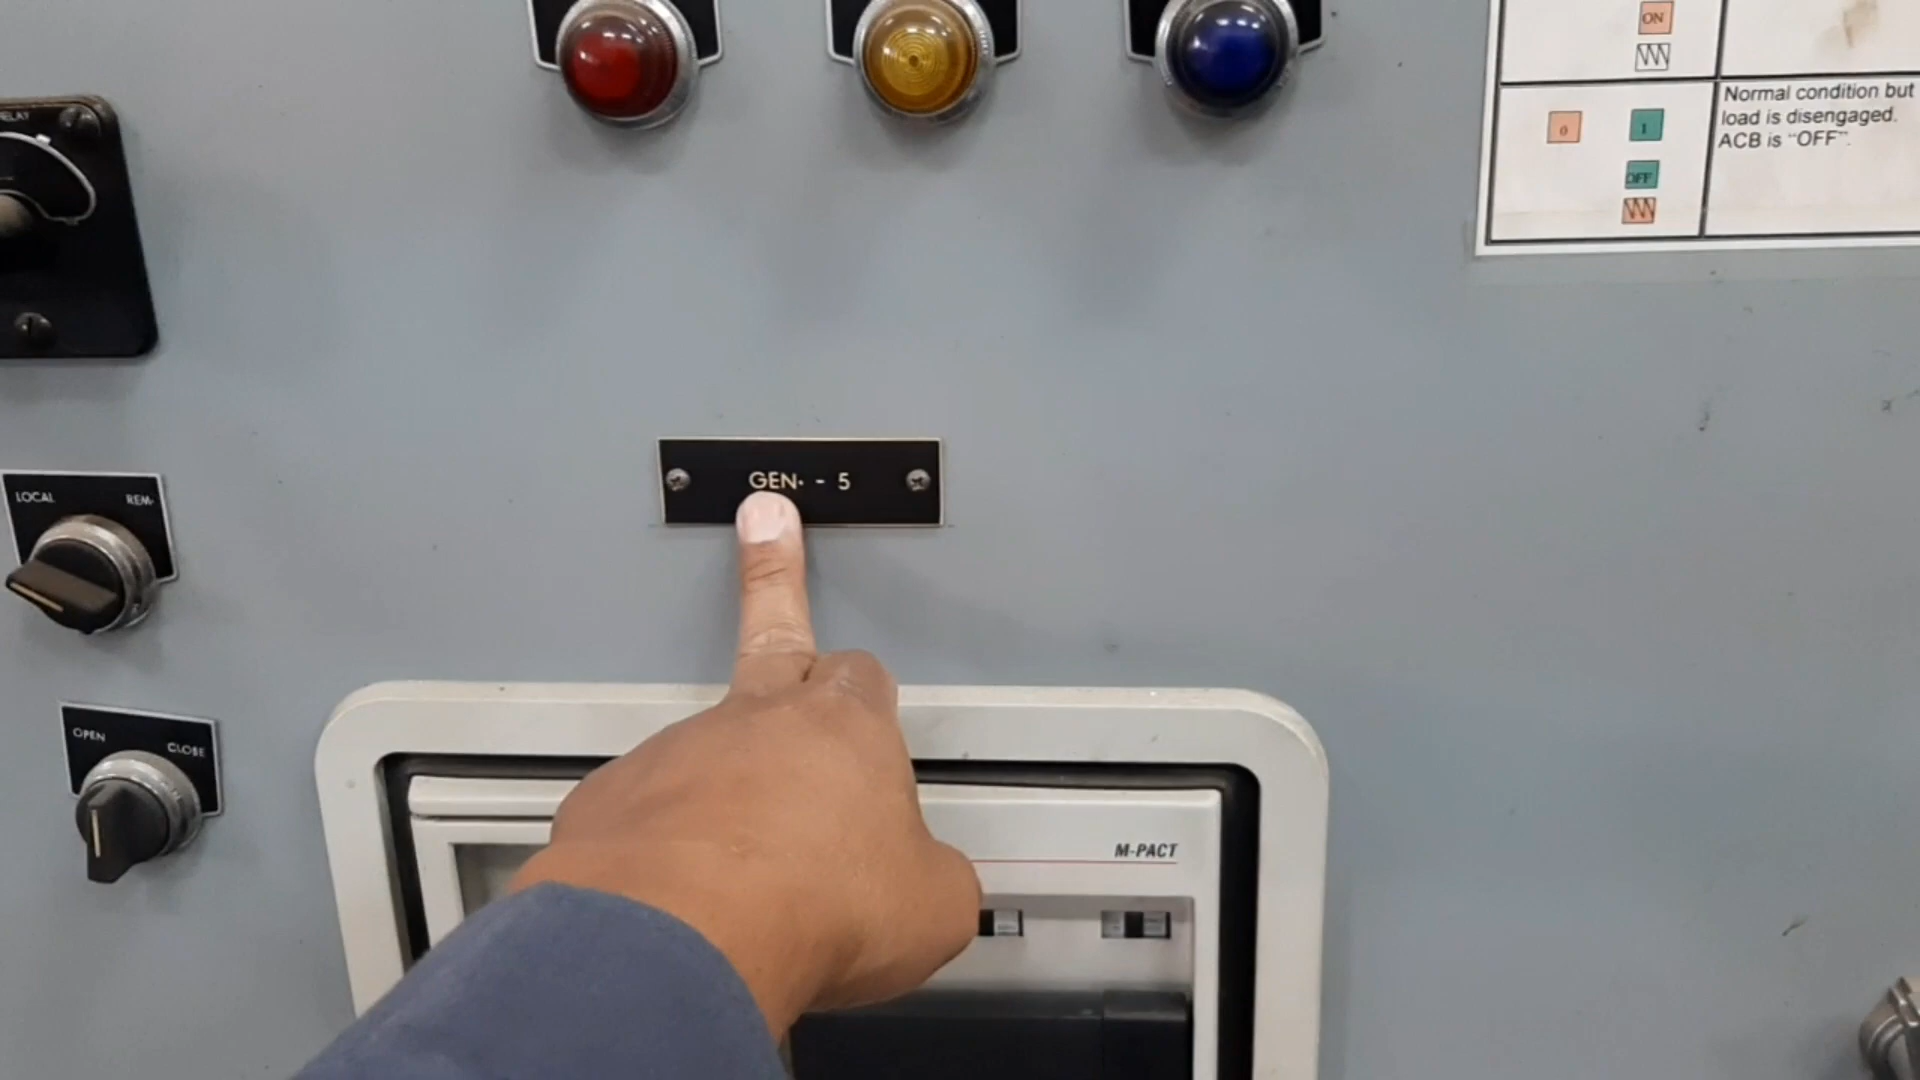 ON
Normal condition but
load is disengaged.
ACB is "OFF".
0
1
OFF
ELAY
GEN. - 5
LOCAL
REM.
OPEN
CLOSE
M-PACT